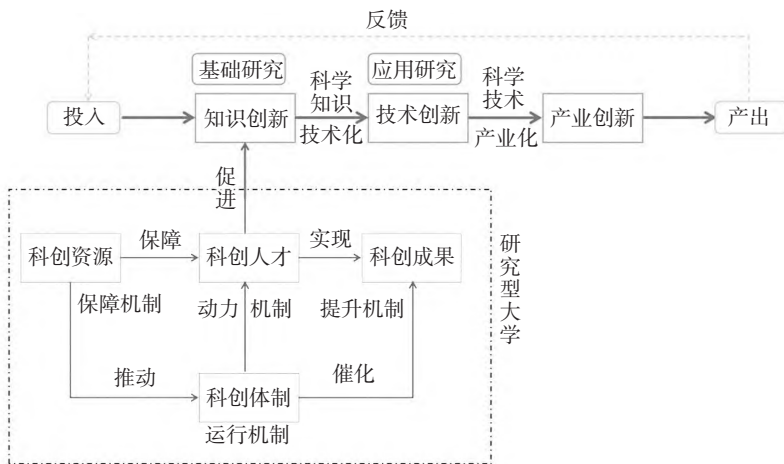 反馈
基础研究
科学
知识
技术化
应用研究
科学
技术
产业化
投入
知识创新
技术创新
产业创新
产出
促
进
科创资源
保障
科创人才
实现
科创成果
保障机制
动力
机制
提升机制
推动
科创体制
催化
运行机制
研
究
型
大
学